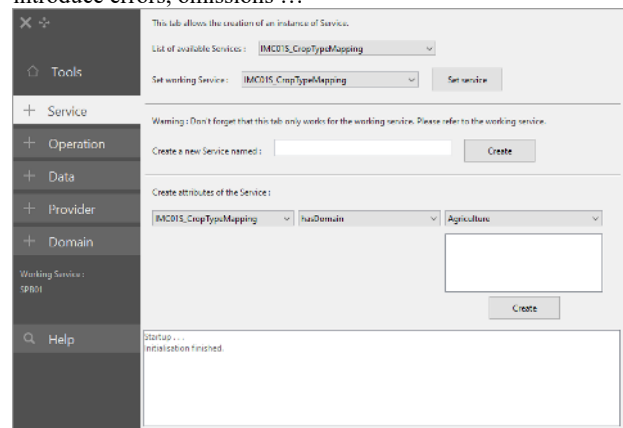 introduce errors, omissions …
This tab allows the creation of an instance of Service.
List of available Services : IMC01S_CropTypeMapping
Set working Service : IMC01S_CropTypeMapping Set service
Tools
Service
Operation
Data
Provider
Domain
Working Service :
SPB01
Help
Warning : Don't forget that this tab only works for the working service. Please refer to the working service.
Create a new Service named : Create
Create attributes of the Service :
IMC01S_CropTypeMapping hasDomain Agriculture
Create
Startup . . .
Initialisation finished.